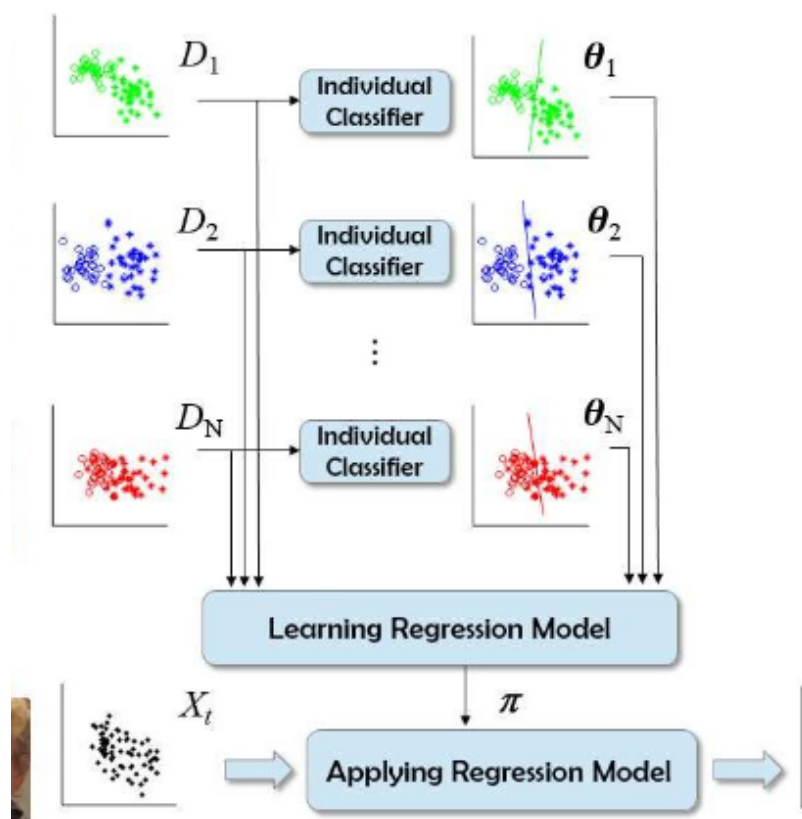 D1
Individual
Classifier
θ1
D2
Individual
Classifier
θ2
...
DN
Individual
Classifier
θN
Learning Regression Model
Xt
π
Applying Regression Model